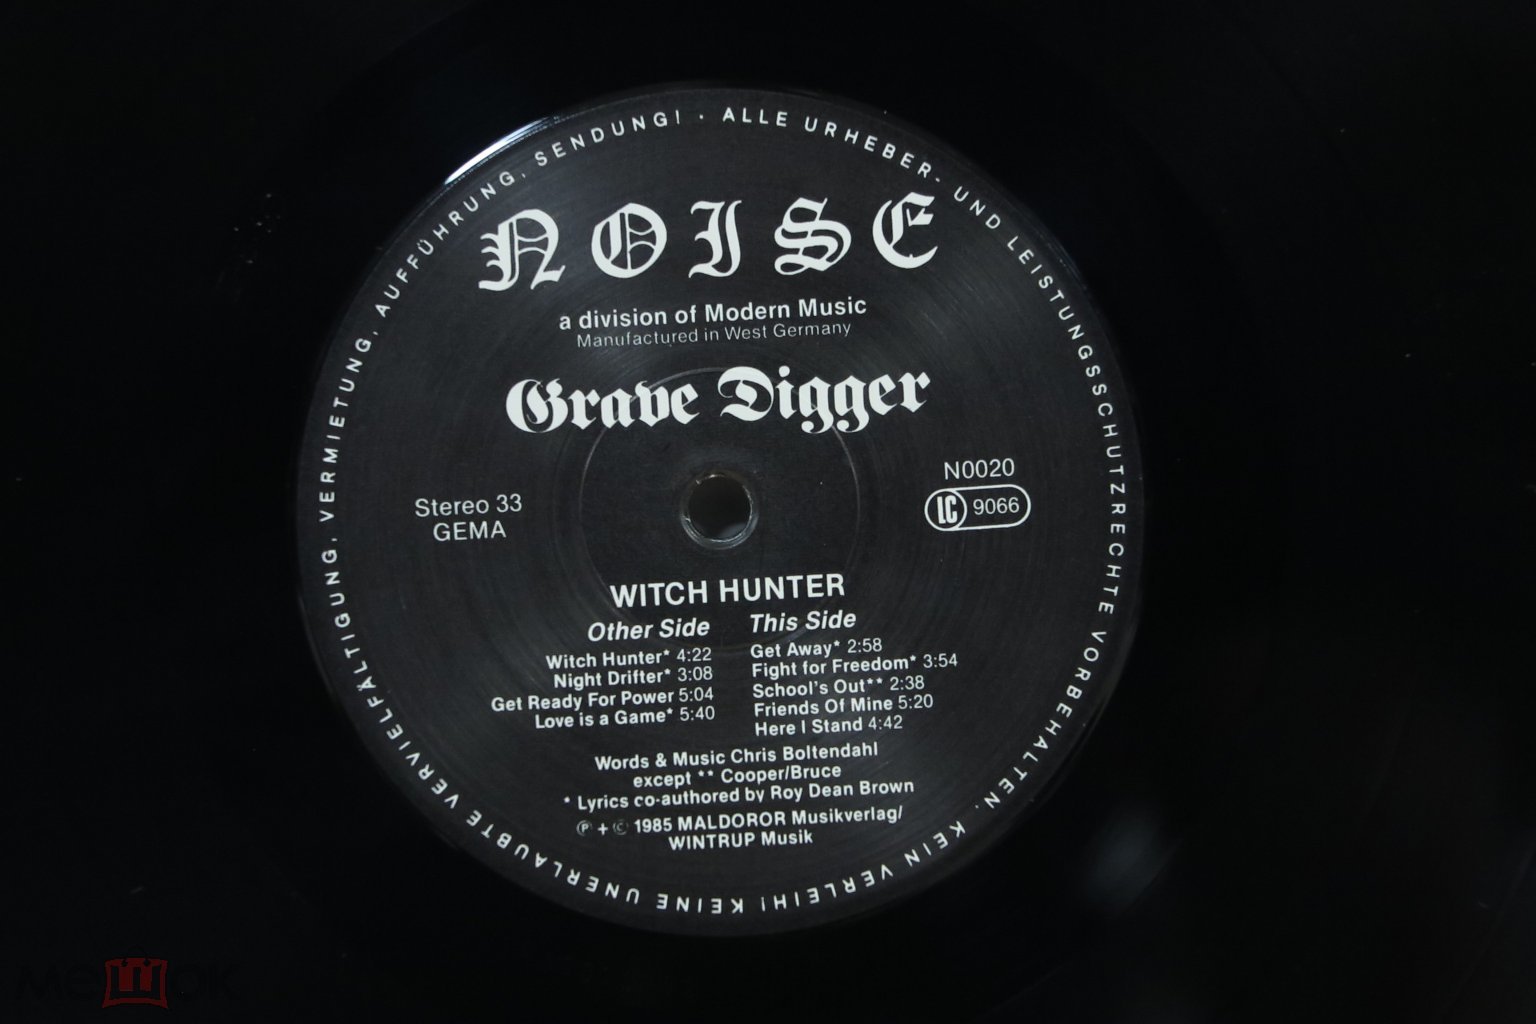 ALLE URHEBER- UND LEISTUNGSSCHUTZRECHTE VORBEHALTEN. KEIN VERLEIH! KEINE UNERLAUBTE VERVIELFÄLTIGUNG, VERMIETUNG, AUFFÜHRUNG, SENDUNG! ·
NOISE
a division of Modern Music
Manufactured in West Germany
Grave Digger
N0020
LC 9066
Stereo 33
GEMA
WITCH HUNTER
Other Side
Witch Hunter* 4:22
Night Drifter* 3:08
Get Ready For Power 5:04
Love is a Game* 5:40
This Side
Get Away* 2:58
Fight for Freedom* 3:54
School's Out** 2:38
Friends Of Mine 5:20
Here I Stand 4:42
Words & Music Chris Boltendahl
except ** Cooper/Bruce
* Lyrics co-authored by Roy Dean Brown
℗ + © 1985 MALDOROR Musikverlag/
WINTRUP Musik
мешок